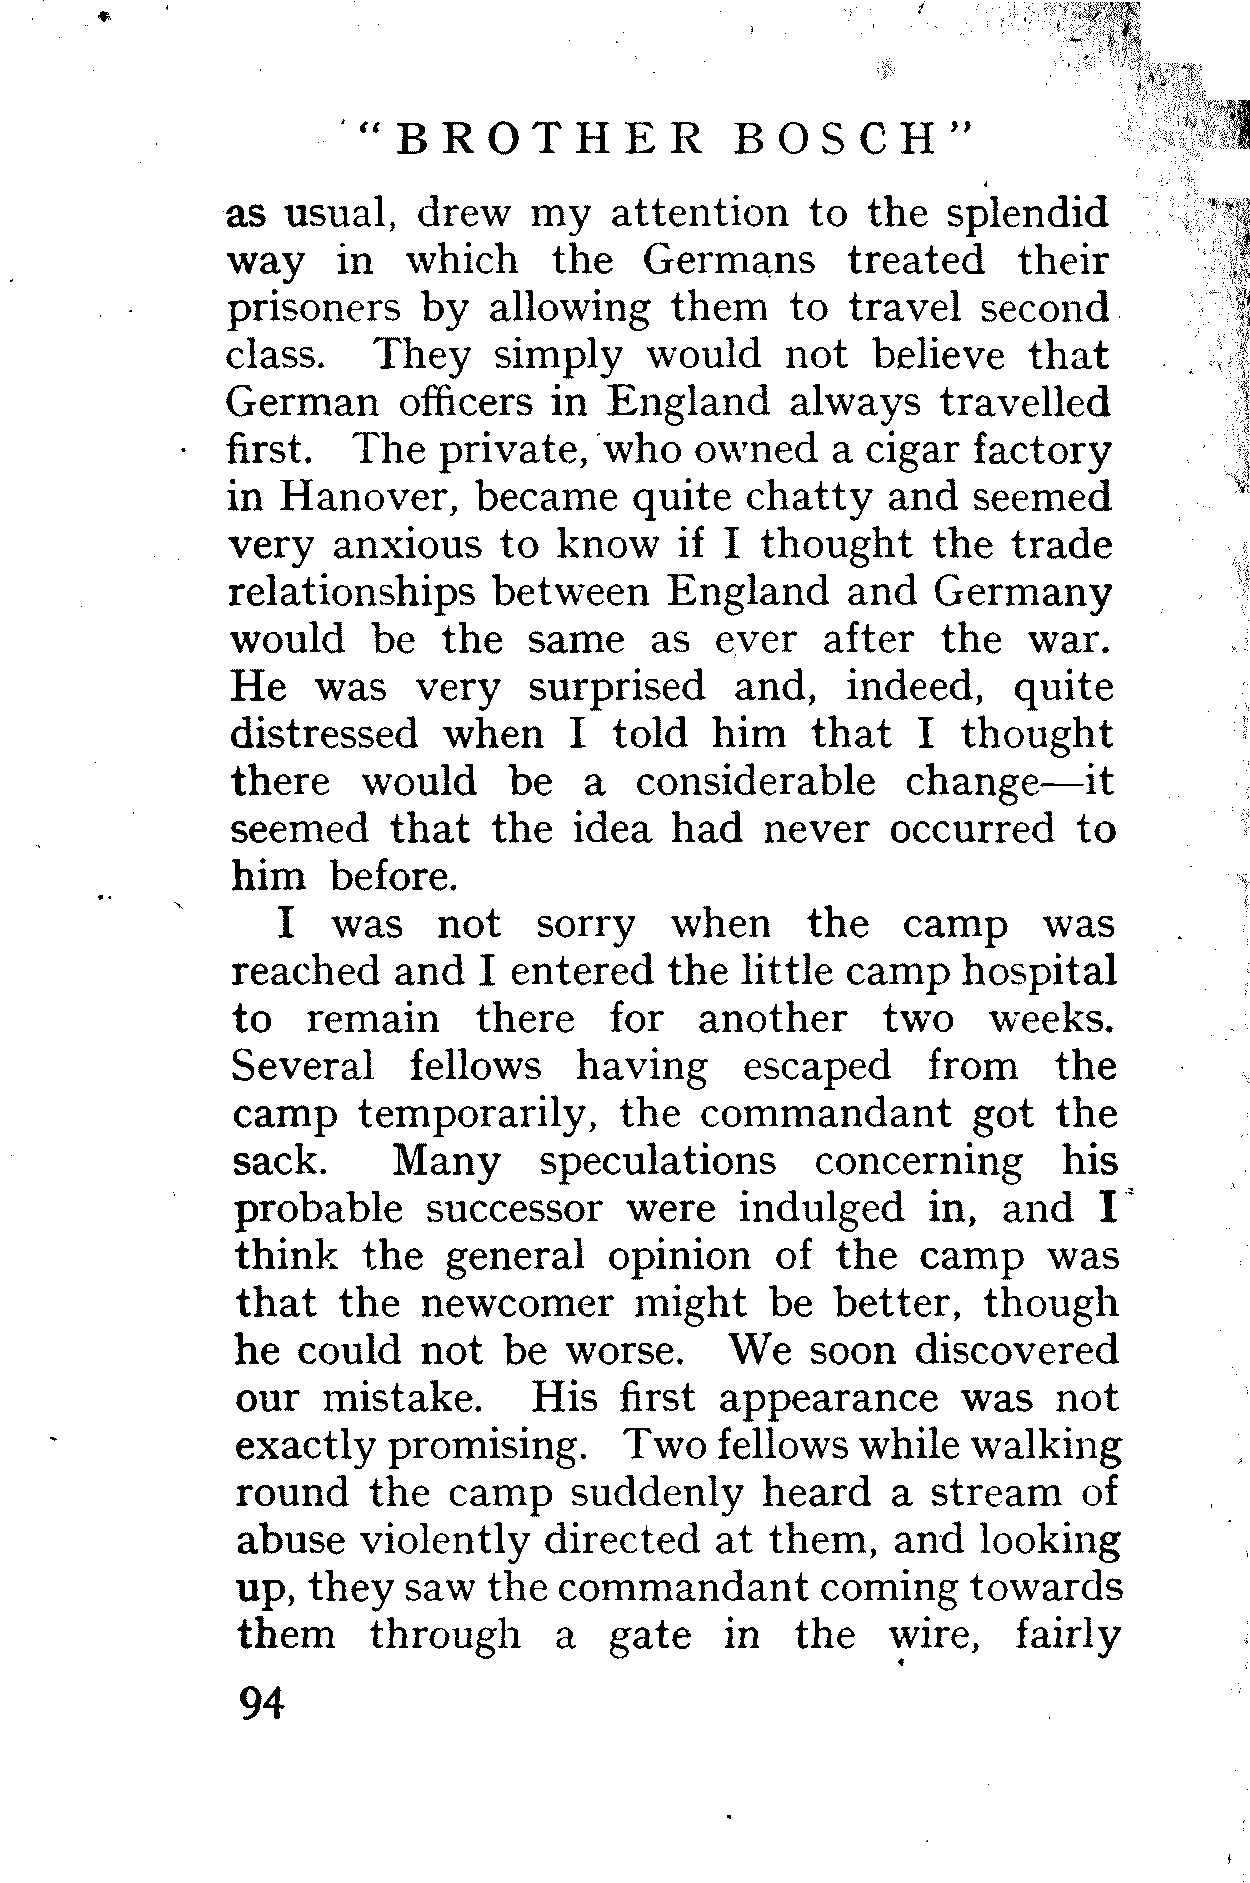 "BROTHER BOSCH"
as usual, drew my attention to the splendid
way in which the Germans treated their
prisoners by allowing them to travel second
class. They simply would not believe that
German officers in England always travelled
first. The private, who owned a cigar factory
in Hanover, became quite chatty and seemed
very anxious to know if I thought the trade
relationships between England and Germany
would be the same as ever after the war.
He was very surprised and, indeed, quite
distressed when I told him that I thought
there would be a considerable change—it
seemed that the idea had never occurred to
him before.
I was not sorry when the camp was
reached and I entered the little camp hospital
to remain there for another two weeks.
Several fellows having escaped from the
camp temporarily, the commandant got the
sack. Many speculations concerning his
probable successor were indulged in, and I
think the general opinion of the camp was
that the newcomer might be better, though
he could not be worse. We soon discovered
our mistake. His first appearance was not
exactly promising. Two fellows while walking
round the camp suddenly heard a stream of
abuse violently directed at them, and looking
up, they saw the commandant coming towards
them through a gate in the wire, fairly
94